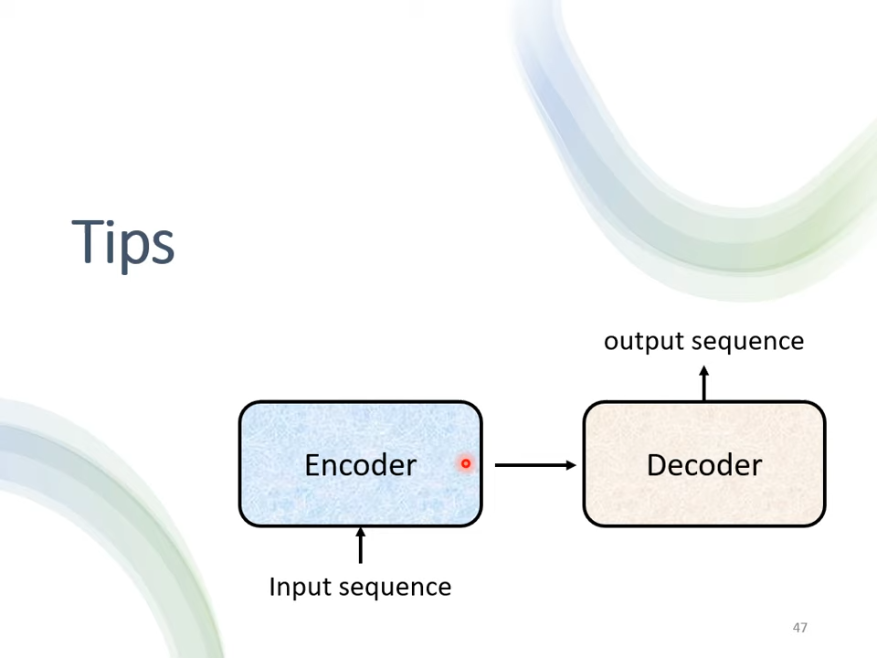 Tips
output sequence
Encoder
Decoder
Input sequence
47